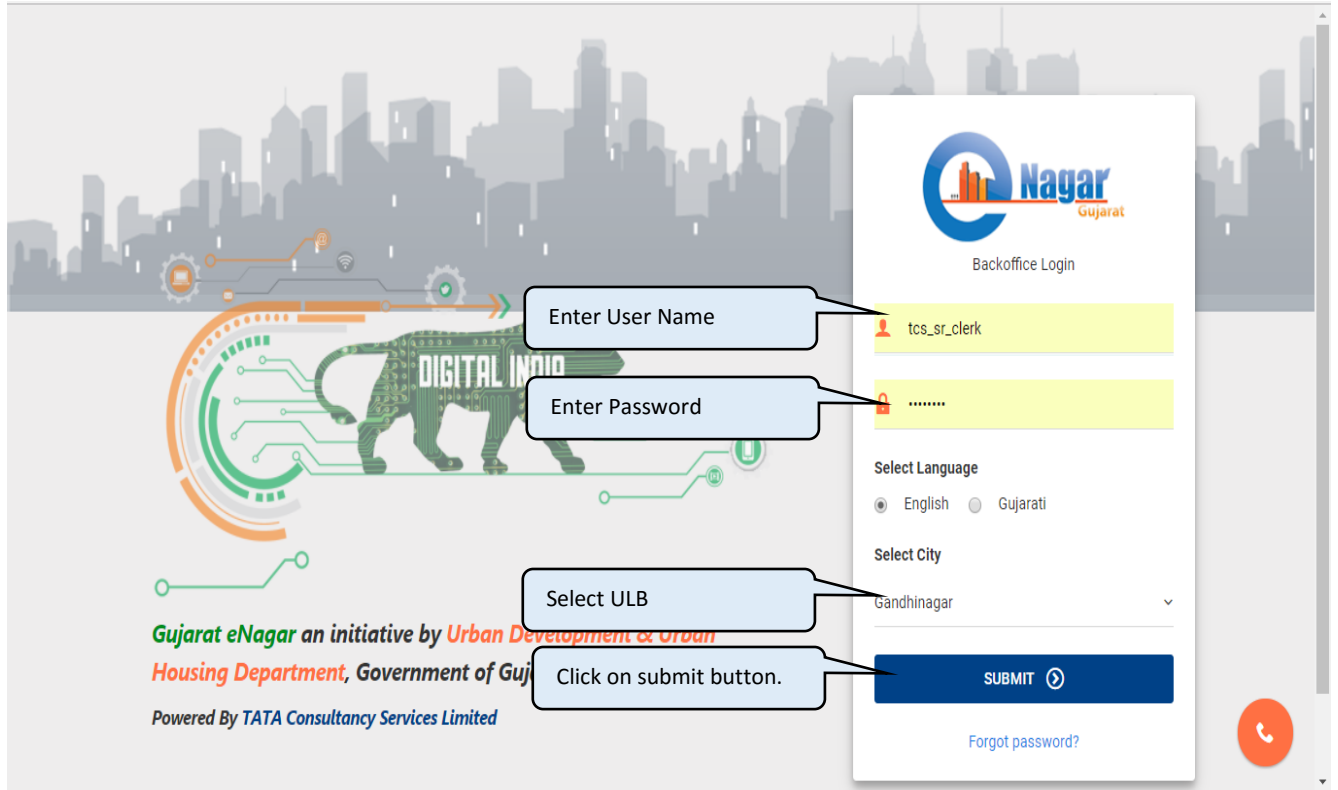 Nagar
Gujarat
Backoffice Login
Enter User Name
tcs_sr_clerk
DIGITAL INDIA
Enter Password
Select Language
English Gujarati
Select City
Select ULB
Gandhinagar
Gujarat eNagar an initiative by Urban Development & Urban
Housing Department, Government of Guj
Click on submit button.
SUBMIT
Powered By TATA Consultancy Services Limited
Forgot password?